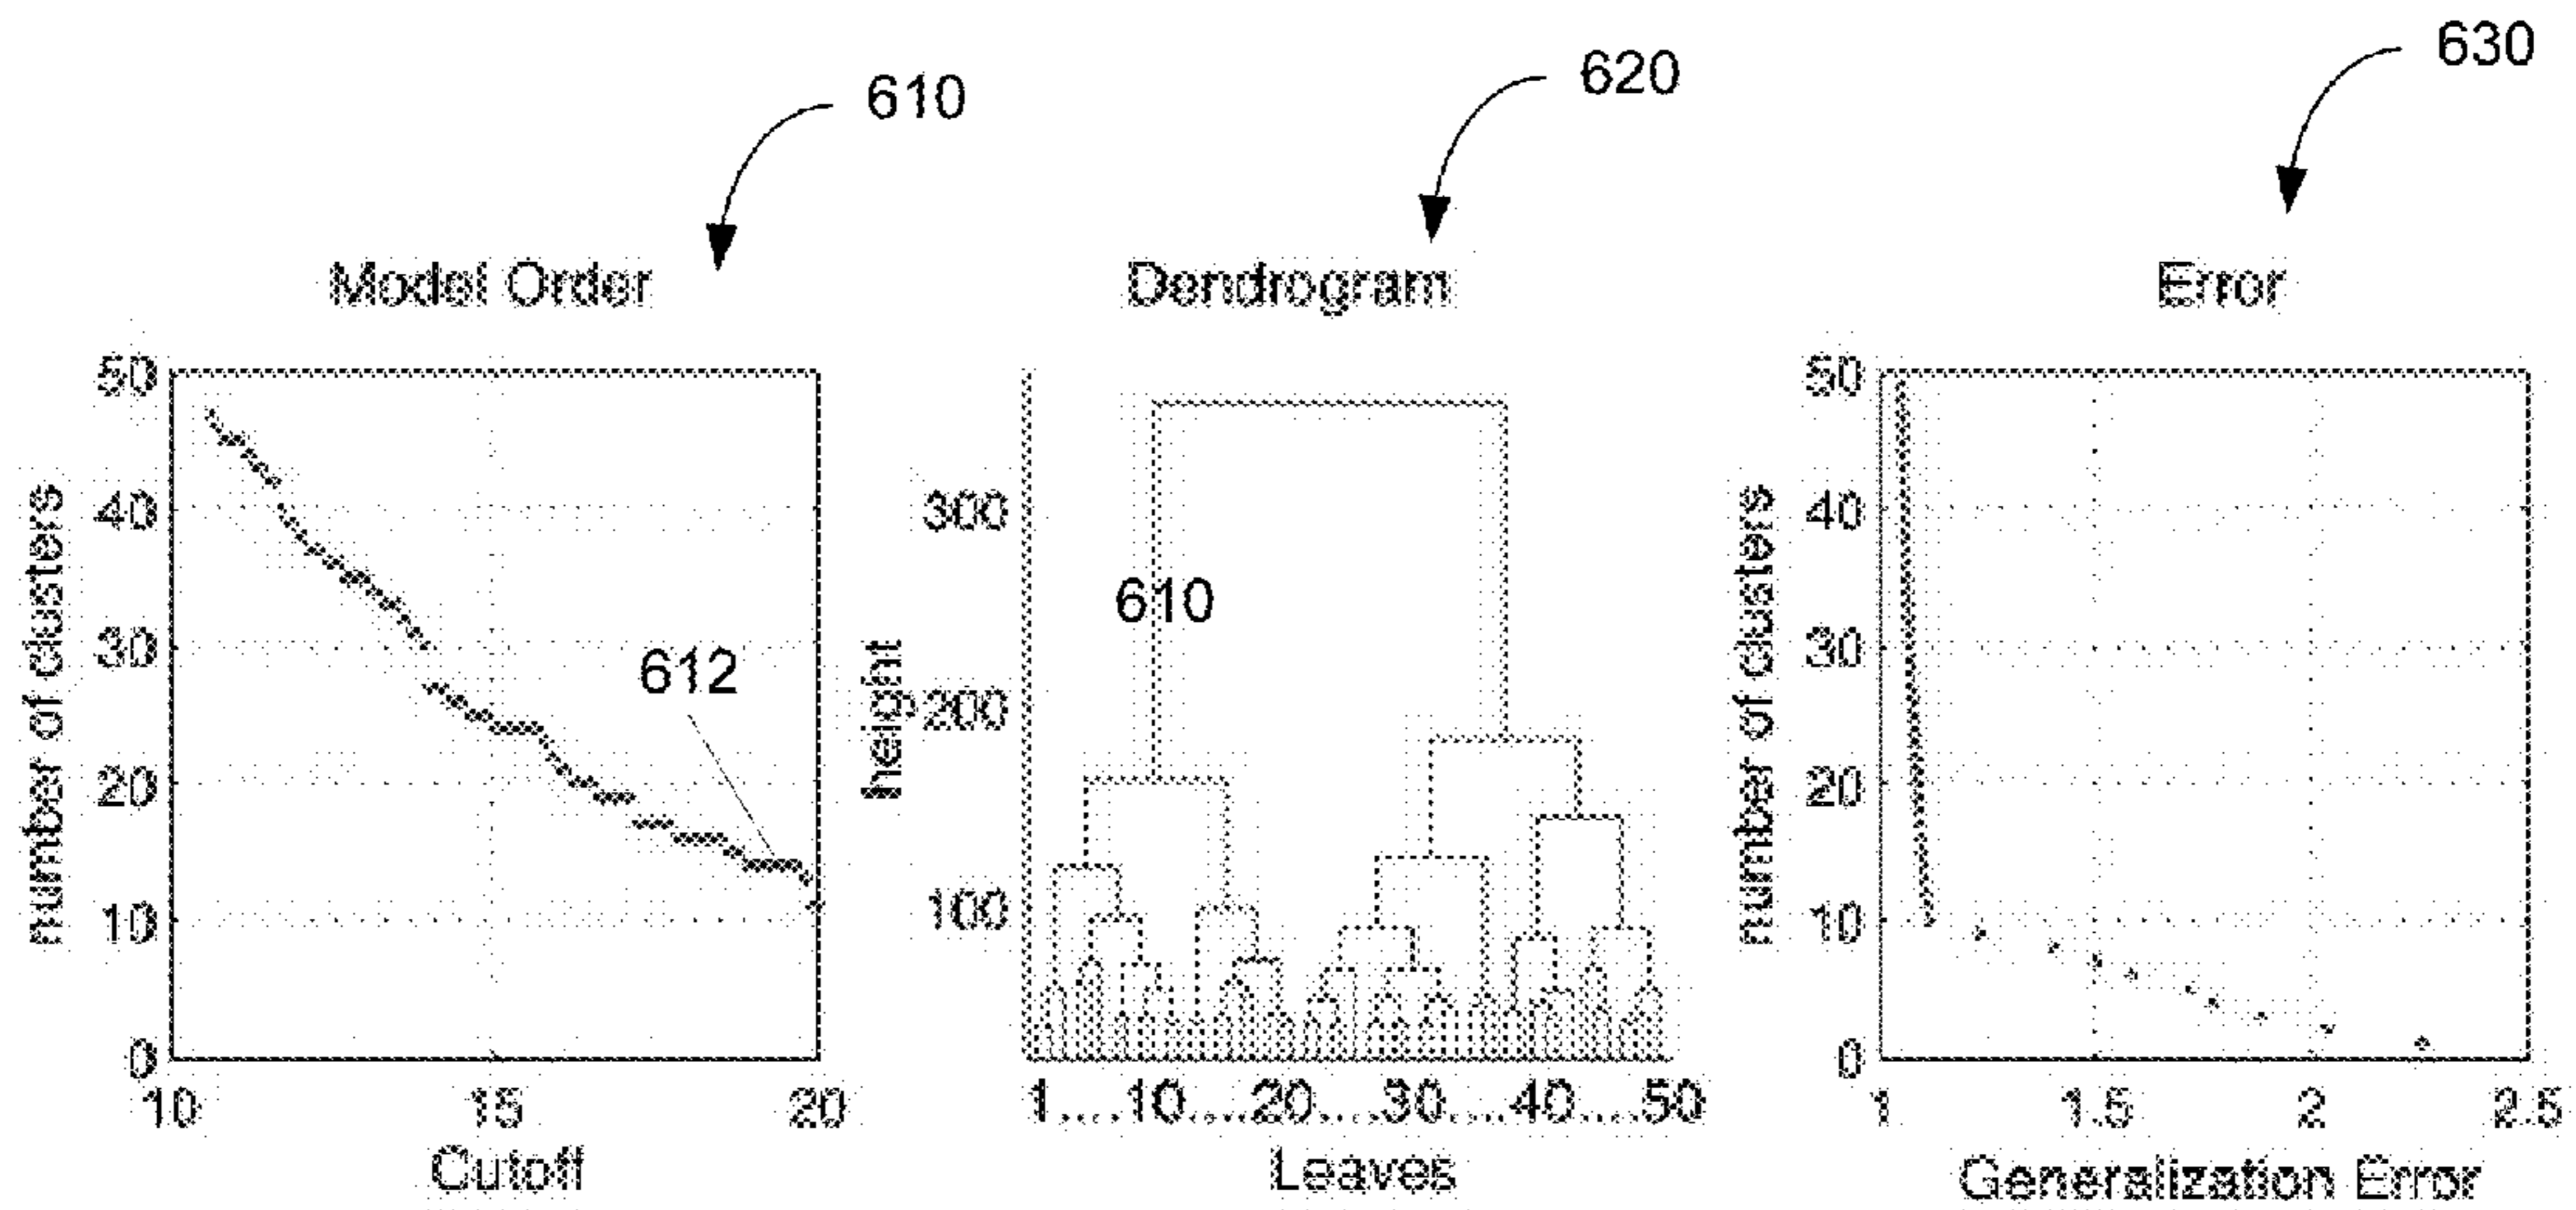 610
620
630
Model Order
50
40
30
20
10
0
10 15 20
Cutoff
number of clusters
612
Dendrogram
300
200
100
height
610
1....10....20....30....40....50
Leaves
Error
50
40
30
20
10
0
1 1.5 2 2.5
Generalization Error
number of clusters